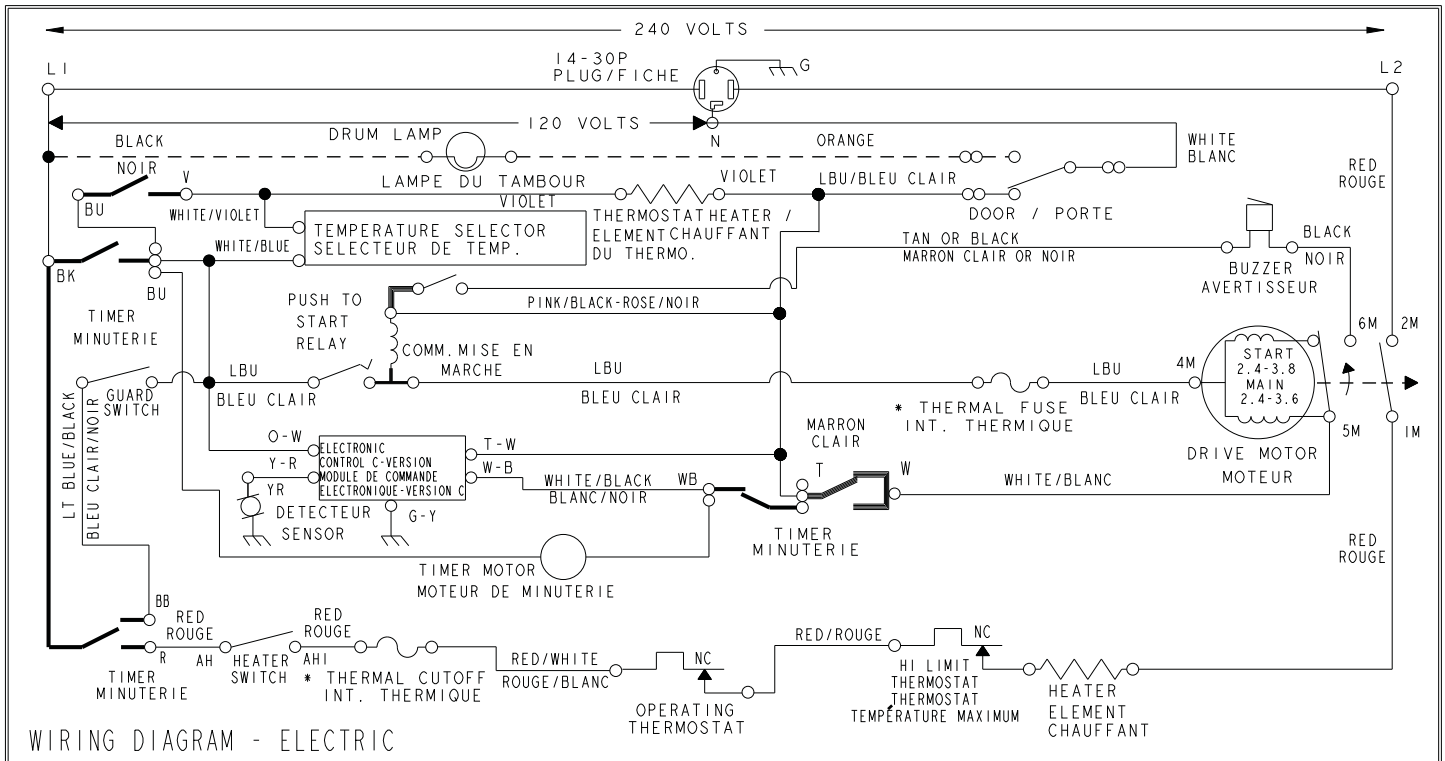 240 VOLTS
14-30P
PLUG/FICHE
G
L1
L2
120 VOLTS
N
BLACK
NOIR
DRUM LAMP
LAMPE DU TAMBOUR
ORANGE
WHITE
BLANC
RED
ROUGE
V
BU
WHITE/VIOLET
VIOLET
VIOLET
LBU/BLEU CLAIR
DOOR / PORTE
THERMOSTAT HEATER /
ELEMENT CHAUFFANT
DU THERMO.
TEMPERATURE SELECTOR
SELECTEUR DE TEMP.
WHITE/BLUE
TAN OR BLACK
MARRON CLAIR OR NOIR
BLACK
NOIR
BUZZER
AVERTISSEUR
BK
BU
TIMER
MINUTERIE
PUSH TO
START
RELAY
PINK/BLACK-ROSE/NOIR
COMM. MISE EN
MARCHE
6M
2M
START
2.4-3.8
MAIN
2.4-3.6
4M
5M
1M
DRIVE MOTOR
MOTEUR
GUARD
SWITCH
LBU
BLEU CLAIR
LBU
BLEU CLAIR
LBU
BLEU CLAIR
* THERMAL FUSE
INT. THERMIQUE
LT BLUE/BLACK
BLEU CLAIR/NOIR
O-W
Y-R
YR
ELECTRONIC
CONTROL C-VERSION
MODULE DE COMMANDE
ELECTRONIQUE-VERSION C
T-W
W-B
G-Y
DETECTEUR
SENSOR
WHITE/BLACK
BLANC/NOIR
WB
MARRON
CLAIR
T
W
WHITE/BLANC
TIMER
MINUTERIE
TIMER MOTOR
MOTEUR DE MINUTERIE
RED
ROUGE
BB
R
TIMER
MINUTERIE
RED
ROUGE
AH
HEATER
SWITCH
RED
ROUGE
AH1
* THERMAL CUTOFF
INT. THERMIQUE
RED/WHITE
ROUGE/BLANC
NC
OPERATING
THERMOSTAT
RED/ROUGE
NC
HI LIMIT
THERMOSTAT
THERMOSTAT
TEMPÉRATURE MAXIMUM
HEATER
ELEMENT
CHAUFFANT
WIRING DIAGRAM - ELECTRIC